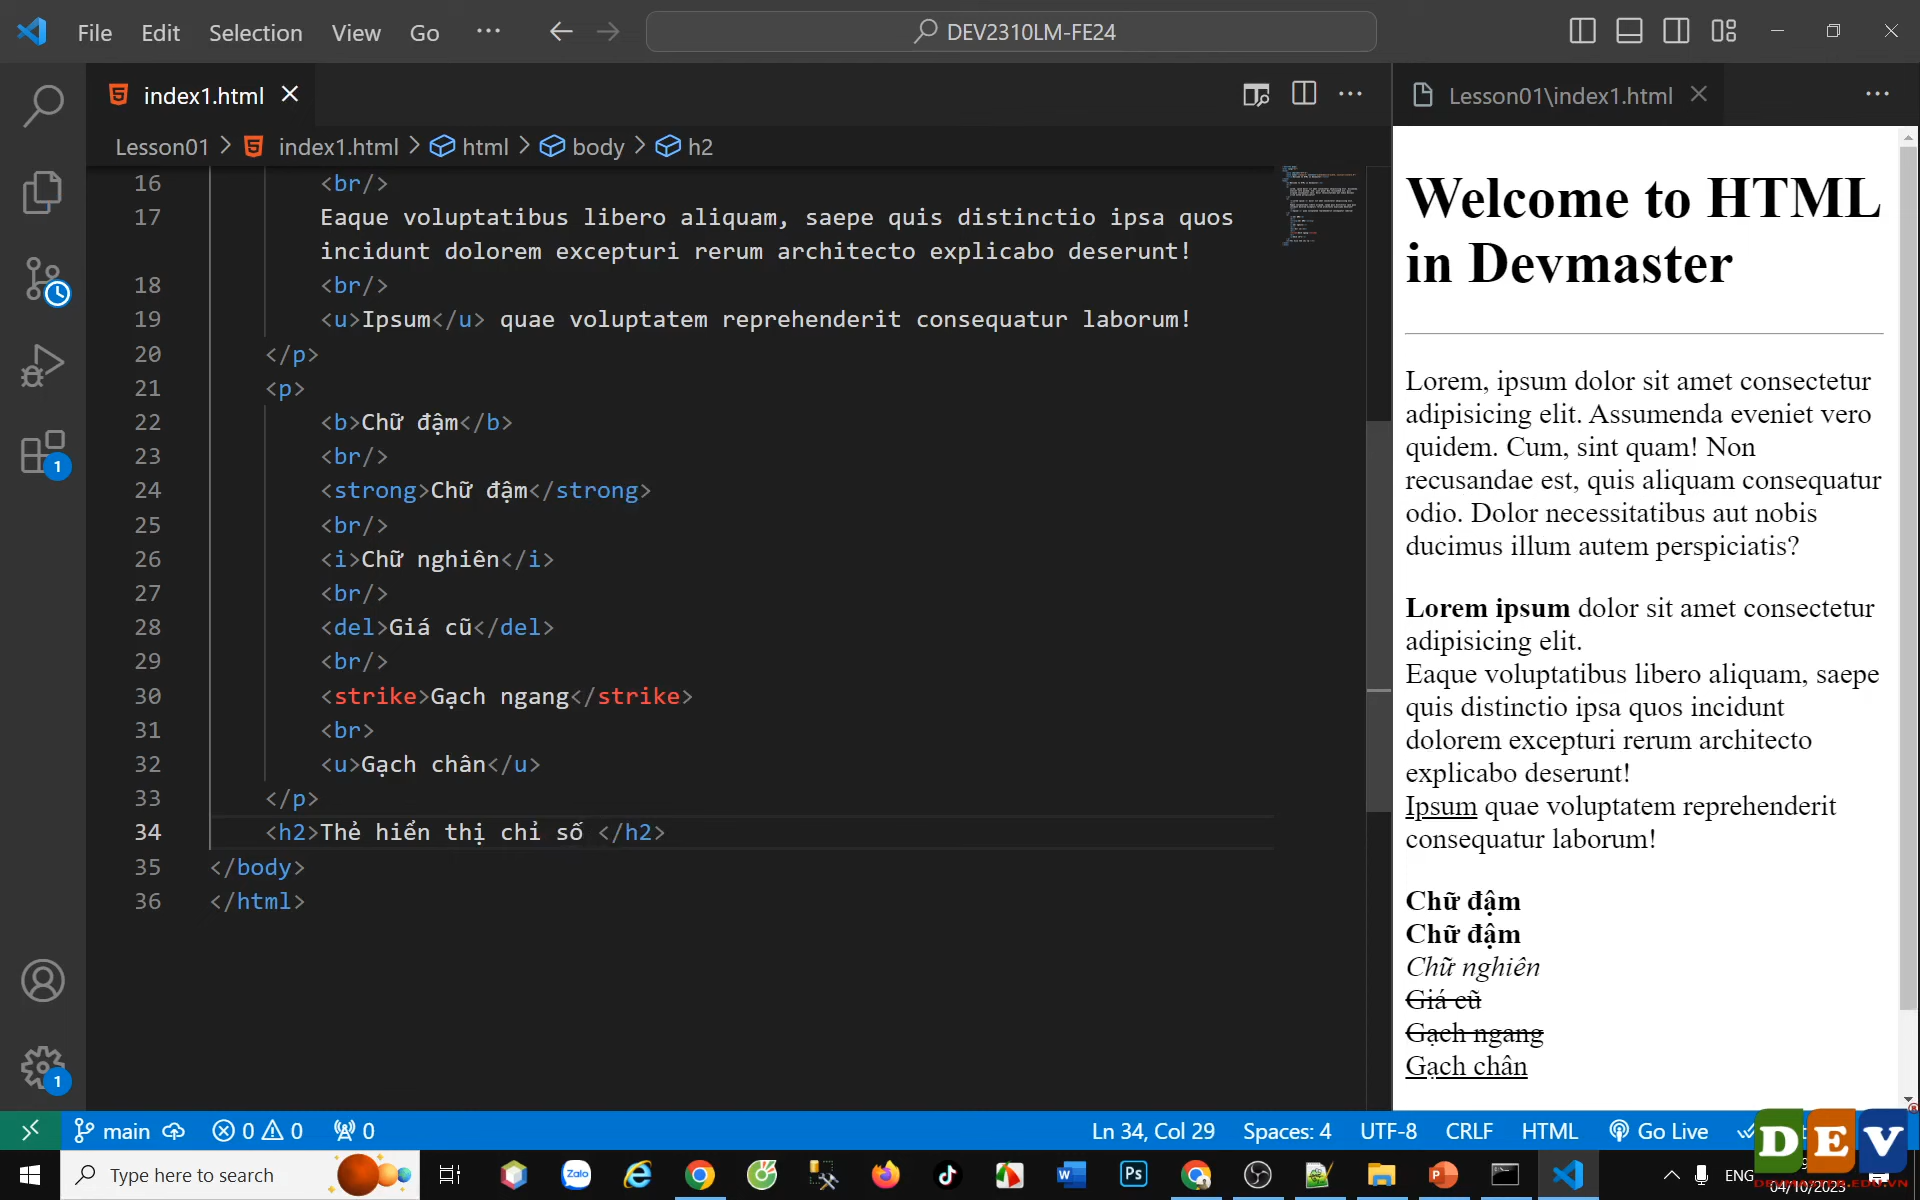 File Edit Selection View Go ··· DEV2310LM-FE24
index1.html
Lesson01\index1.html
Lesson01 > index1.html > html > body > h2
16 <br/>
17 Eaque voluptatibus libero aliquam, saepe quis distinctio ipsa quos
incidunt dolorem excepturi rerum architecto explicabo deserunt!
18 <br/>
19 <u>Ipsum</u> quae voluptatem reprehenderit consequatur laborum!
20 </p>
21 <p>
22 <b>Chữ đậm</b>
23 <br/>
24 <strong>Chữ đậm</strong>
25 <br/>
26 <i>Chữ nghiên</i>
27 <br/>
28 <del>Giá cũ</del>
29 <br/>
30 <strike>Gạch ngang</strike>
31 <br>
32 <u>Gạch chân</u>
33 </p>
34 <h2>Thẻ hiển thị chỉ số </h2>
35 </body>
36 </html>
Welcome to HTML
in Devmaster
Lorem, ipsum dolor sit amet consectetur
adipisicing elit. Assumenda eveniet vero
quidem. Cum, sint quam! Non
recusandae est, quis aliquam consequatur
odio. Dolor necessitatibus aut nobis
ducimus illum autem perspiciatis?
Lorem ipsum dolor sit amet consectetur
adipisicing elit.
Eaque voluptatibus libero aliquam, saepe
quis distinctio ipsa quos incidunt
dolorem excepturi rerum architecto
explicabo deserunt!
Ipsum quae voluptatem reprehenderit
consequatur laborum!
Chữ đậm
Chữ đậm
Chữ nghiên
Giá cũ
Gạch ngang
Gạch chân
1
1
main 0 0 0 Ln 34, Col 29 Spaces: 4 UTF-8 CRLF HTML Go Live
Type here to search
Zalo
Ps
ENG
04/10/2023
DEV
DEVMASTER.EDU.VN